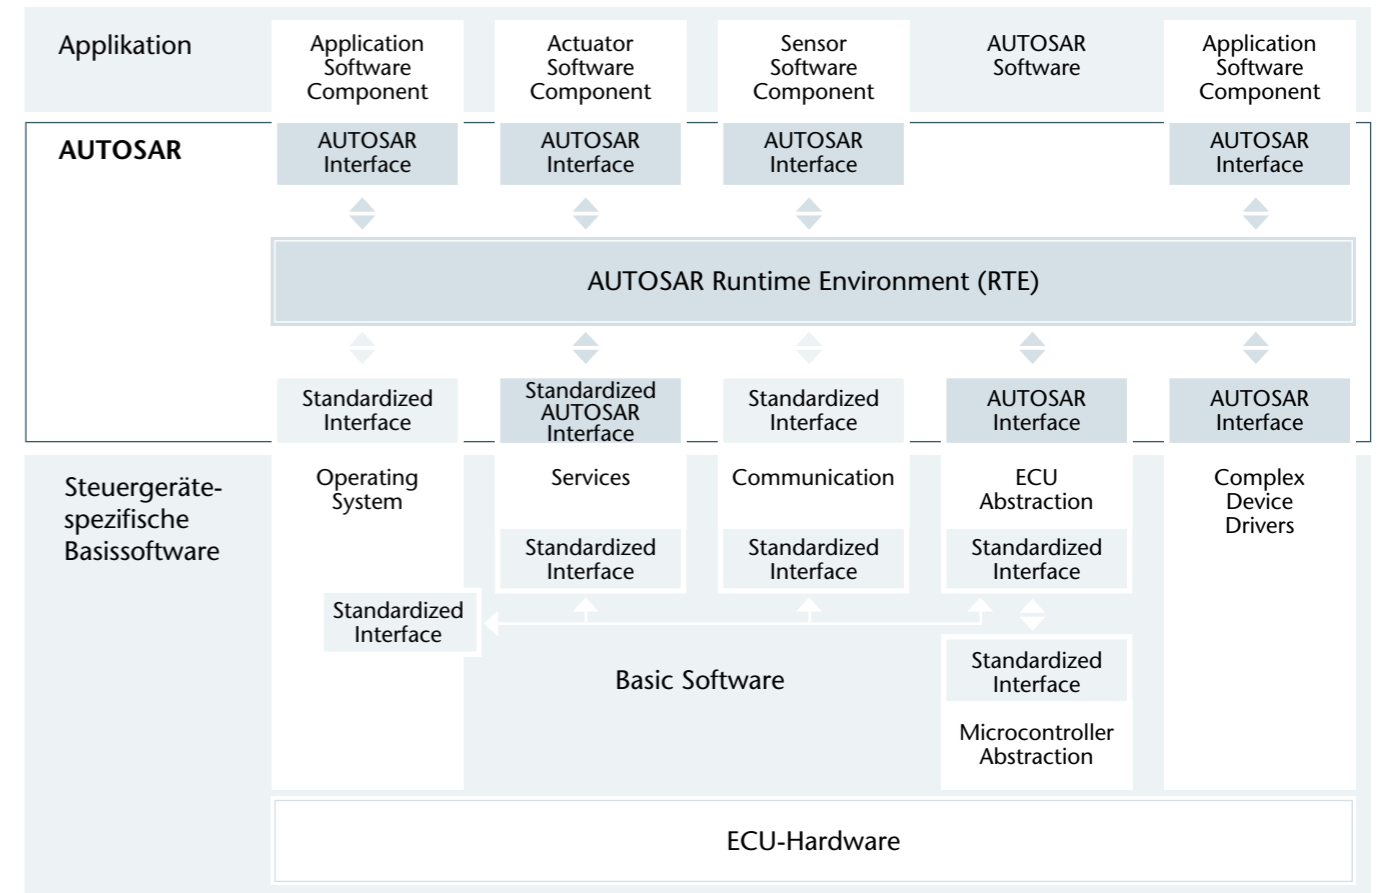 Applikation
Application
Software
Component
Actuator
Software
Component
Sensor
Software
Component
AUTOSAR
Software
Application
Software
Component
AUTOSAR
AUTOSAR
Interface
AUTOSAR
Interface
AUTOSAR
Interface
AUTOSAR
Interface
AUTOSAR Runtime Environment (RTE)
Standardized
Interface
Standardized
AUTOSAR
Interface
Standardized
Interface
AUTOSAR
Interface
AUTOSAR
Interface
Steuergeräte-
spezifische
Basissoftware
Operating
System
Services
Communication
ECU
Abstraction
Complex
Device
Drivers
Standardized
Interface
Standardized
Interface
Standardized
Interface
Standardized
Interface
Basic Software
Standardized
Interface
Microcontroller
Abstraction
ECU-Hardware